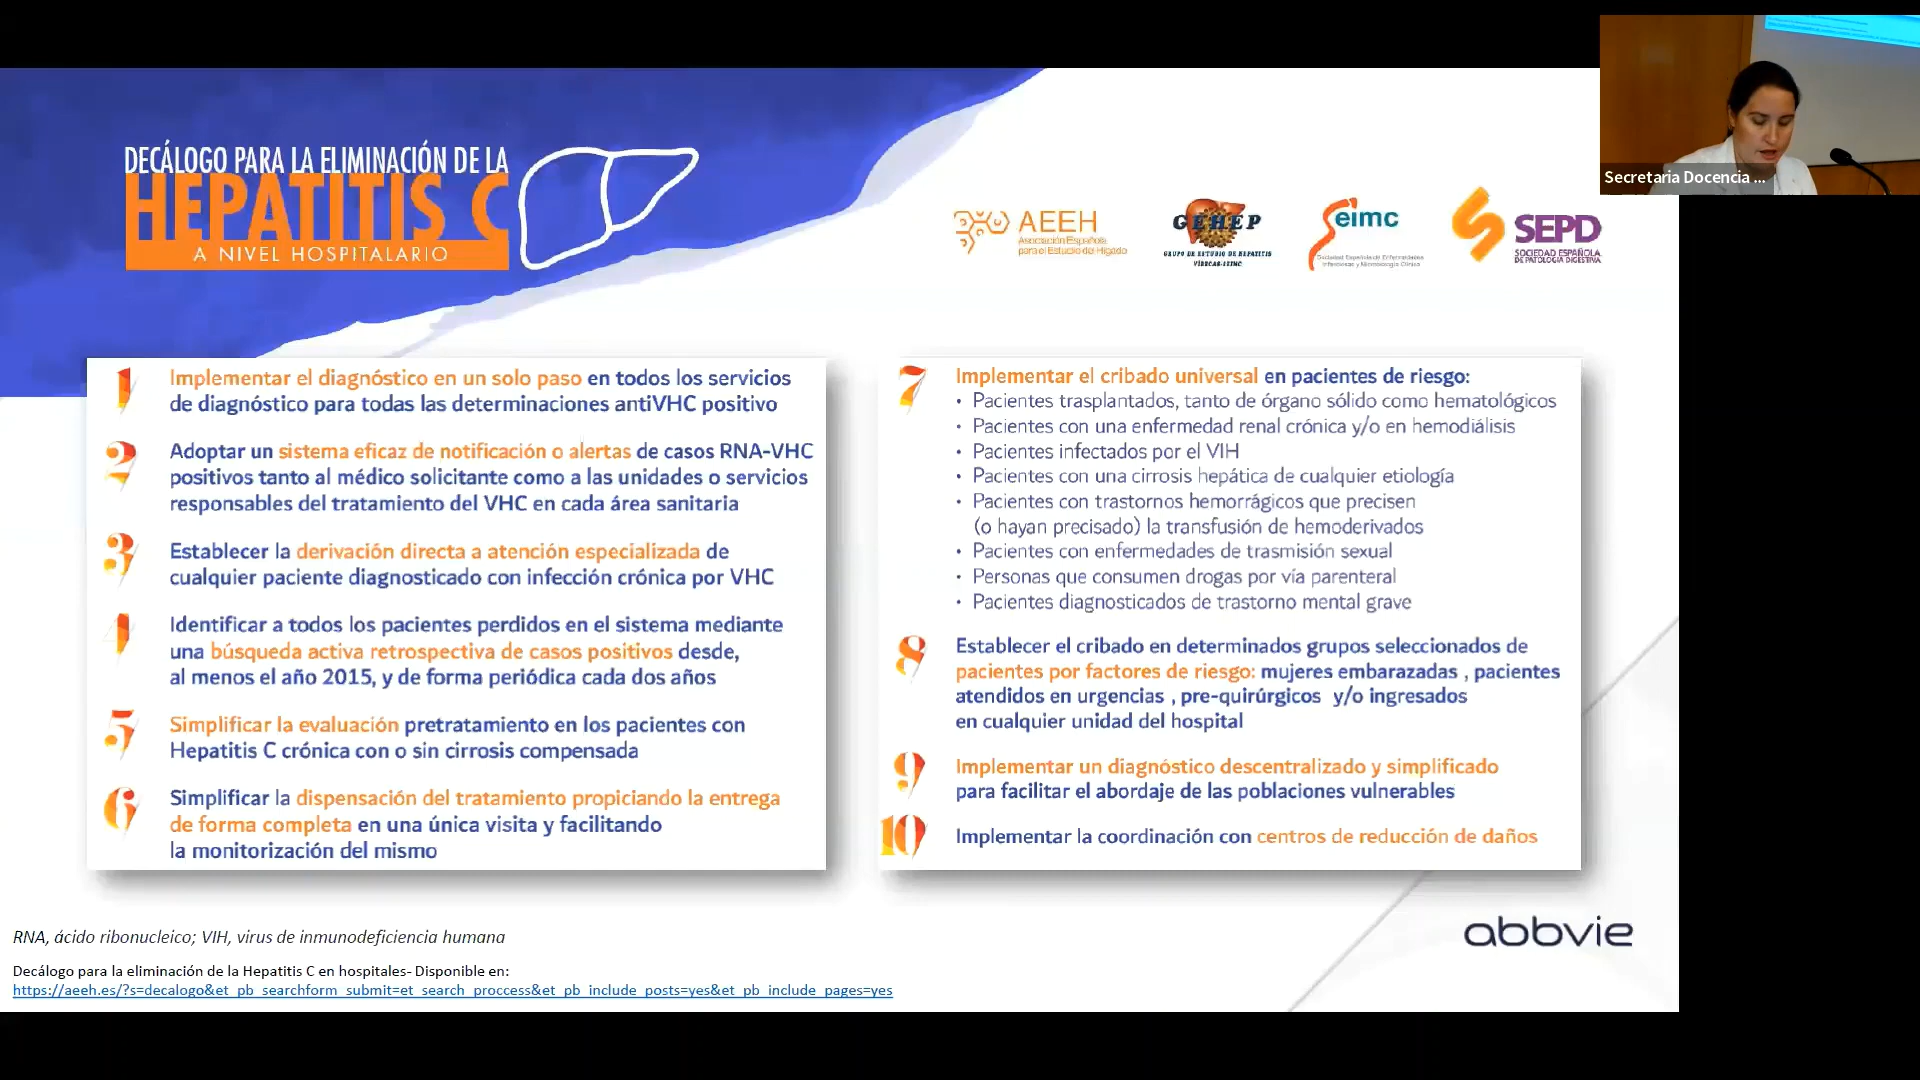 DECÁLOGO PARA LA ELIMINACIÓN DE LA
HEPATITIS C
A NIVEL HOSPITALARIO
AEEH
Asociación Española
para el Estudio del Hígado
GEHEP
GRUPO DE ESTUDIO DE HEPATITIS
VÍRICAS-SEIMC
Seimc
Sociedad Española de Enfermedades
Infecciosas y Microbiología Clínica
SEPD
SOCIEDAD ESPAÑOLA
DE PATOLOGÍA DIGESTIVA
Secretaria Docencia ...
1 Implementar el diagnóstico en un solo paso en todos los servicios
de diagnóstico para todas las determinaciones antiVHC positivo
2 Adoptar un sistema eficaz de notificación o alertas de casos RNA-VHC
positivos tanto al médico solicitante como a las unidades o servicios
responsables del tratamiento del VHC en cada área sanitaria
3 Establecer la derivación directa a atención especializada de
cualquier paciente diagnosticado con infección crónica por VHC
4 Identificar a todos los pacientes perdidos en el sistema mediante
una búsqueda activa retrospectiva de casos positivos desde,
al menos el año 2015, y de forma periódica cada dos años
5 Simplificar la evaluación pretratamiento en los pacientes con
Hepatitis C crónica con o sin cirrosis compensada
6 Simplificar la dispensación del tratamiento propiciando la entrega
de forma completa en una única visita y facilitando
la monitorización del mismo
7 Implementar el cribado universal en pacientes de riesgo:
• Pacientes trasplantados, tanto de órgano sólido como hematológicos
• Pacientes con una enfermedad renal crónica y/o en hemodiálisis
• Pacientes infectados por el VIH
• Pacientes con una cirrosis hepática de cualquier etiología
• Pacientes con trastornos hemorrágicos que precisen
(o hayan precisado) la transfusión de hemoderivados
• Pacientes con enfermedades de trasmisión sexual
• Personas que consumen drogas por vía parenteral
• Pacientes diagnosticados de trastorno mental grave
8 Establecer el cribado en determinados grupos seleccionados de
pacientes por factores de riesgo: mujeres embarazadas , pacientes
atendidos en urgencias , pre-quirúrgicos y/o ingresados
en cualquier unidad del hospital
9 Implementar un diagnóstico descentralizado y simplificado
para facilitar el abordaje de las poblaciones vulnerables
10 Implementar la coordinación con centros de reducción de daños
abbvie
RNA, ácido ribonucleico; VIH, virus de inmunodeficiencia humana
Decálogo para la eliminación de la Hepatitis C en hospitales- Disponible en:
https://aeeh.es/?s=decalogo&et_pb_searchform_submit=et_search_proccess&et_pb_include_posts=yes&et_pb_include_pages=yes